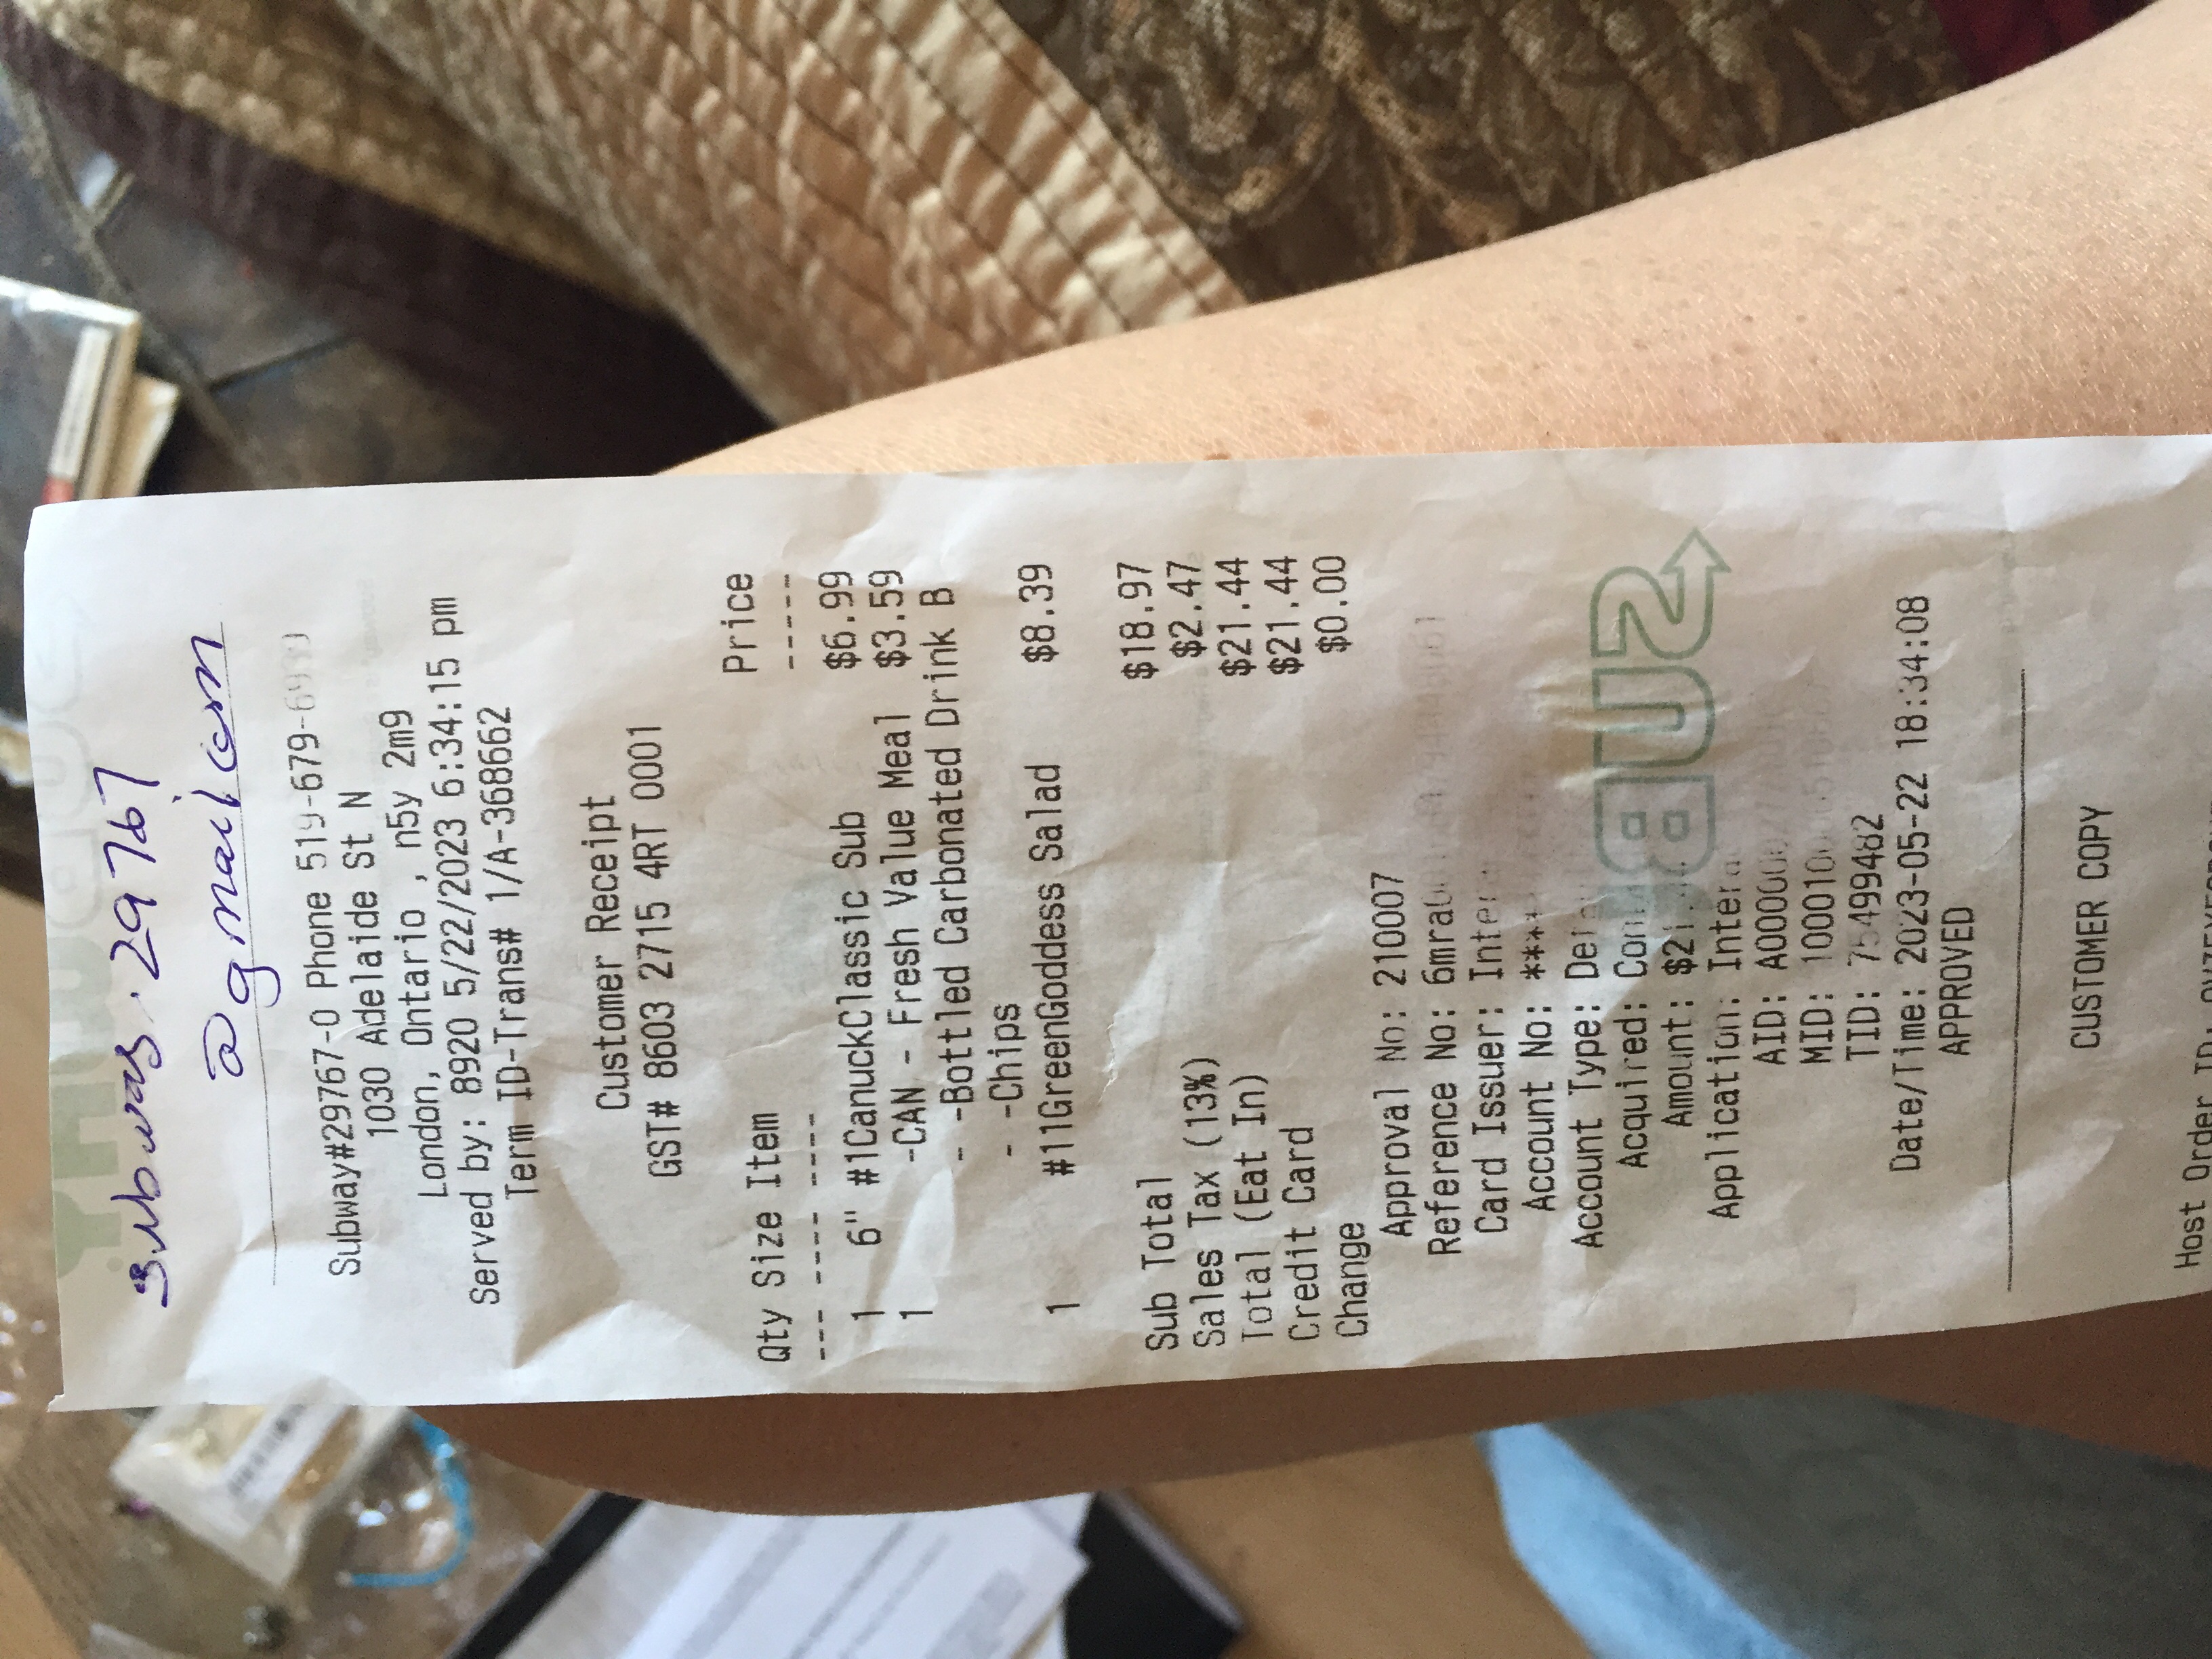 @gmail.com
Subway#29767-0 Phone 519-679-
1030 Adelaide St N
London, Ontario , n5y 2m9
Served by: 8920 5/22/2023 6:34:15 pm
Term ID-Trans# 1/A-368662
Customer Receipt
GST# 8603 2715 4RT 0001
Qty Size Item Price
--- ---- ---- -----
1 6" #1CanuckClassic Sub $6.99
1 -CAN - Fresh Value Meal $3.59
- -Bottled Carbonated Drink B
- -Chips
1 #11GreenGoddess Salad $8.39
Sub Total $18.97
Sales Tax (13%) $2.47
Total (Eat In) $21.44
Credit Card $21.44
Change $0.00
Approval No: 210007
Reference No:
Card Issuer:
Account No:
Account Type:
Acquired:
Amount:
Application:
AID:
MID:
TID: 75499482
Date/Time: 2023-05-22 18:34:08
APPROVED
SUB
CUSTOMER COPY
Host Order ID: